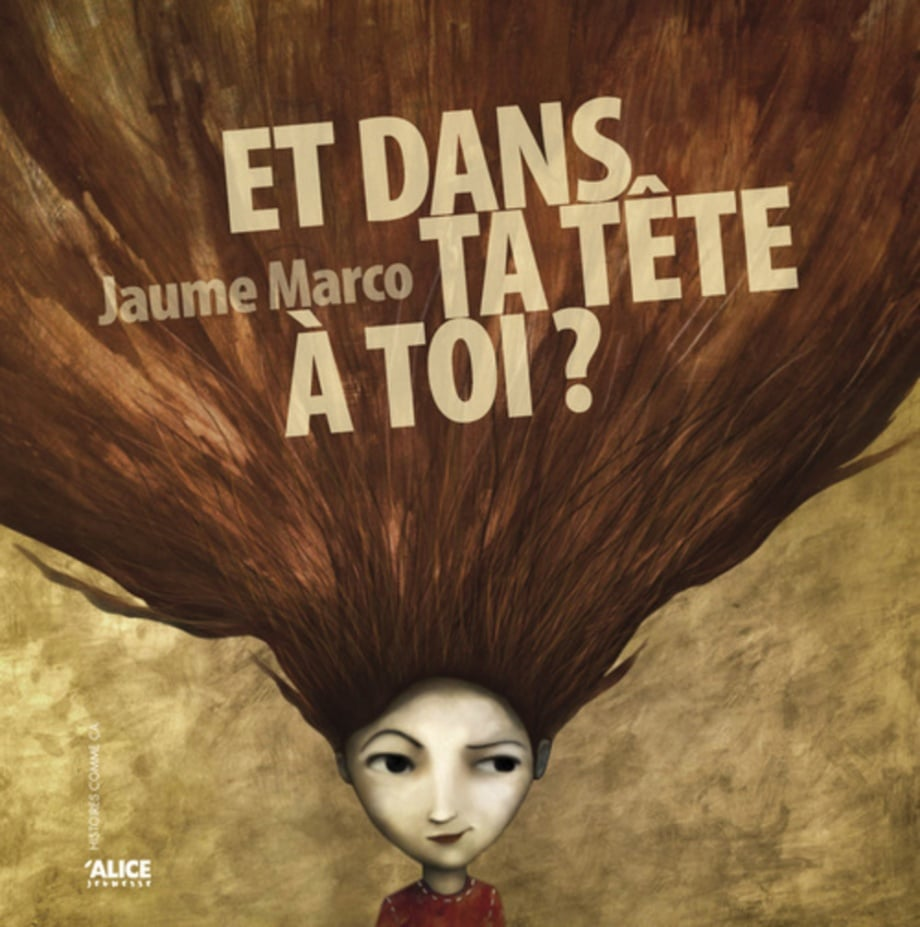 ET DANS
TA TÊTE
Jaume Marco
À TOI ?
HISTOIRES COMME ÇA
'ALICE
jeunesse